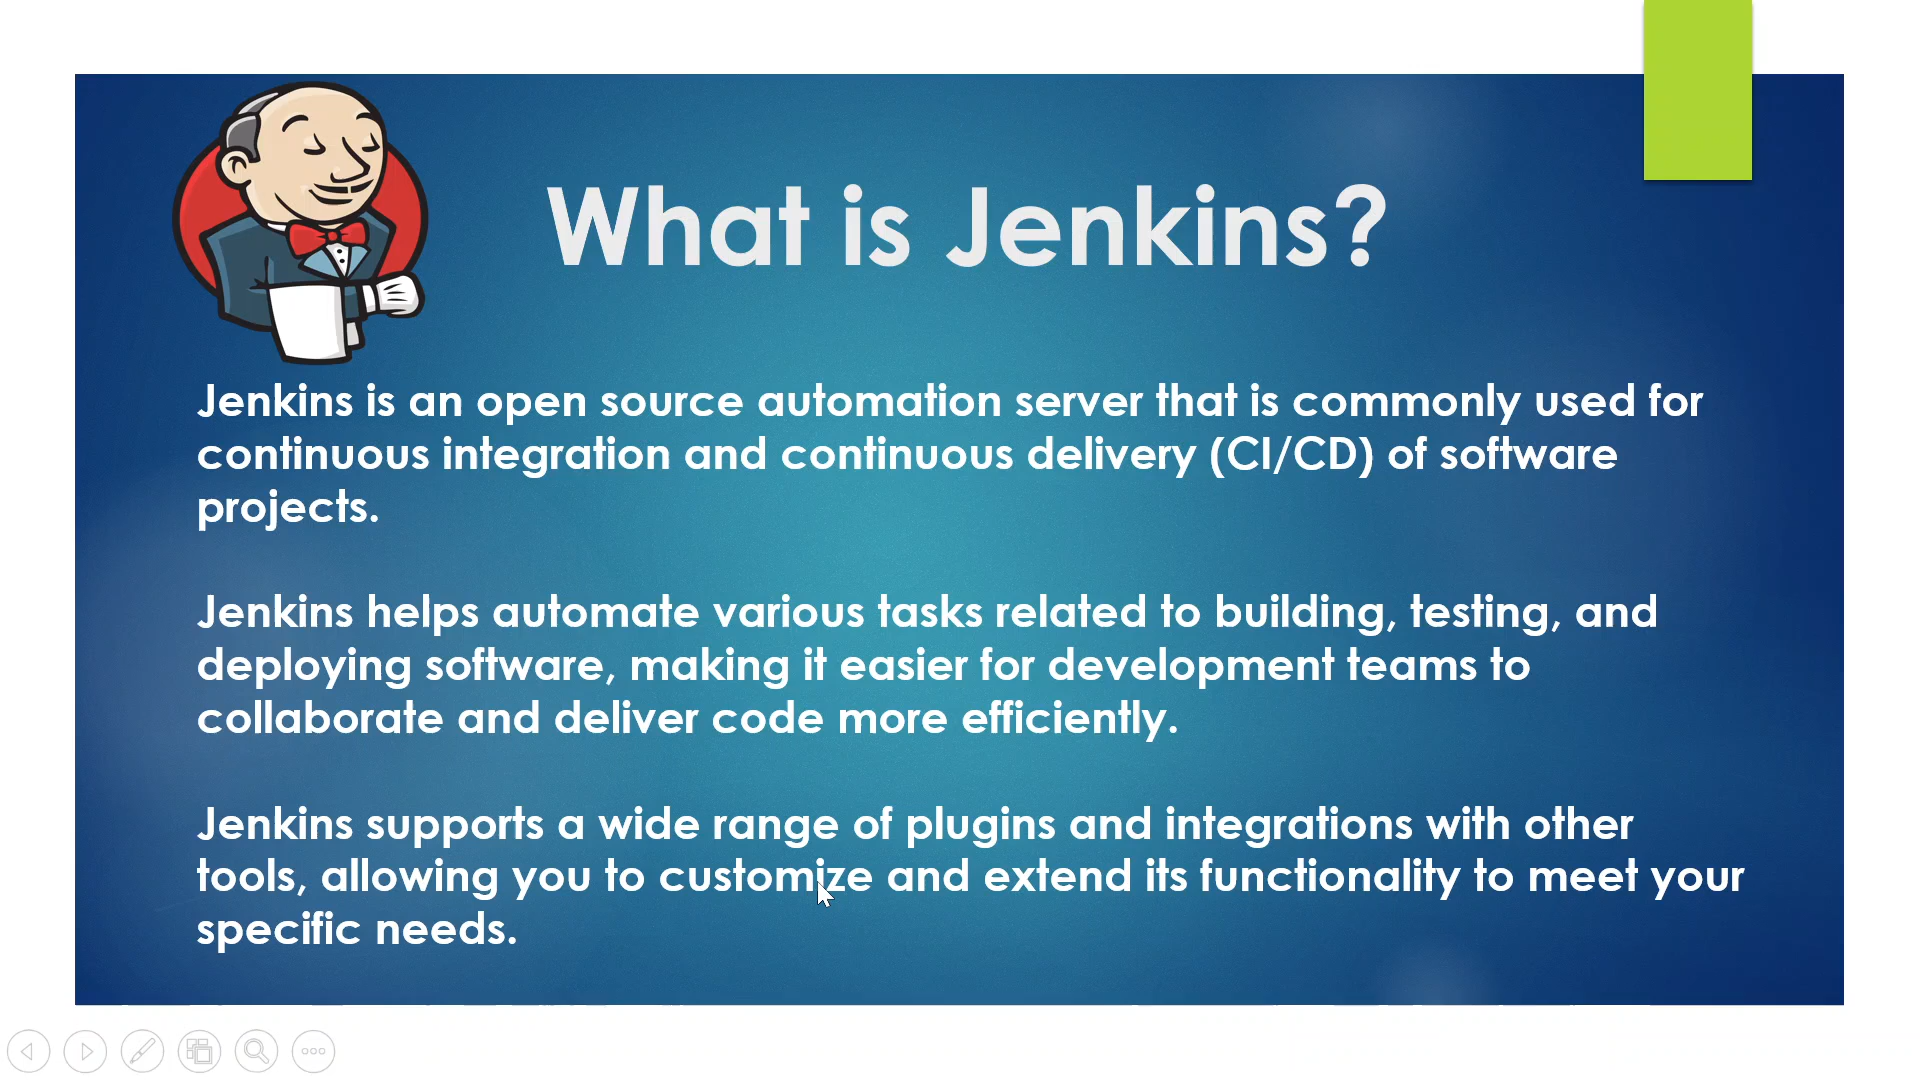 What is Jenkins?
Jenkins is an open source automation server that is commonly used for
continuous integration and continuous delivery (CI/CD) of software
projects.
Jenkins helps automate various tasks related to building, testing, and
deploying software, making it easier for development teams to
collaborate and deliver code more efficiently.
Jenkins supports a wide range of plugins and integrations with other
tools, allowing you to customize and extend its functionality to meet your
specific needs.